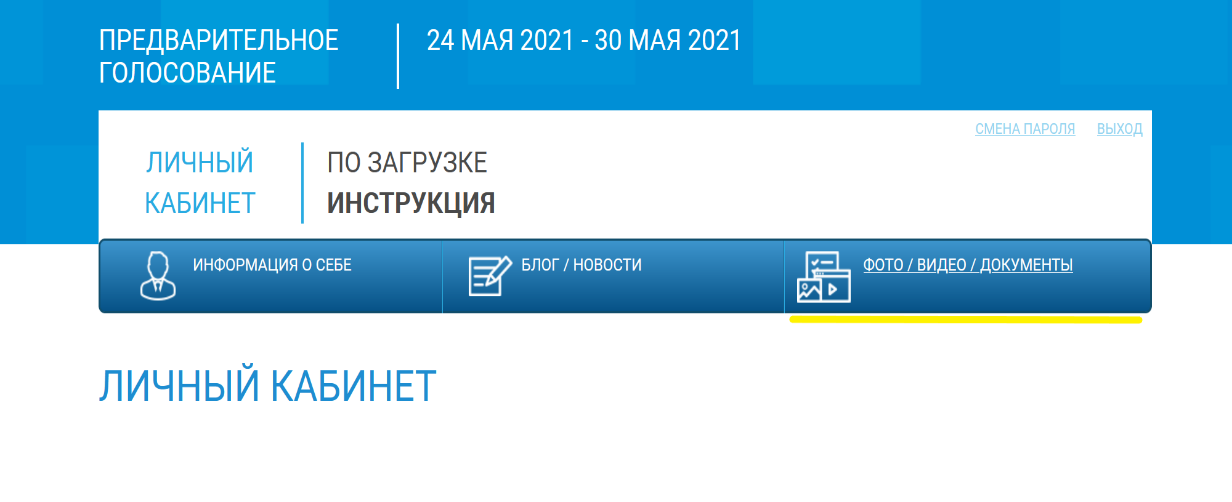 ПРЕДВАРИТЕЛЬНОЕ
ГОЛОСОВАНИЕ
24 МАЯ 2021 - 30 МАЯ 2021
СМЕНА ПАРОЛЯ ВЫХОД
ЛИЧНЫЙ
КАБИНЕТ
ПО ЗАГРУЗКЕ
ИНСТРУКЦИЯ
ИНФОРМАЦИЯ О СЕБЕ
БЛОГ / НОВОСТИ
ФОТО / ВИДЕО / ДОКУМЕНТЫ
ЛИЧНЫЙ КАБИНЕТ